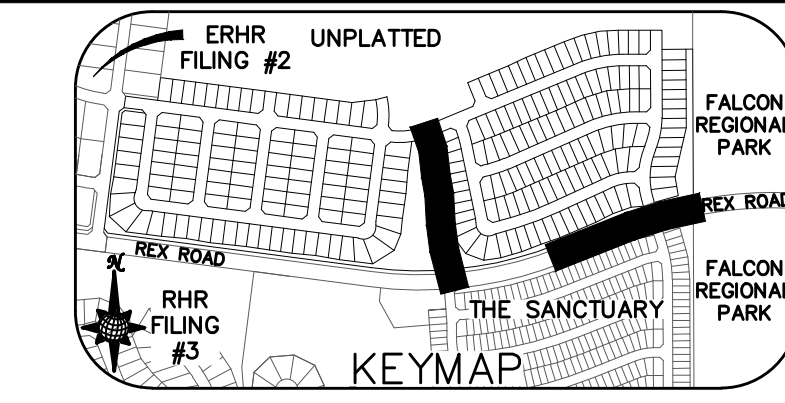 ERHR
FILING #2
UNPLATTED
FALCON
REGIONAL
PARK
REX ROAD
REX ROAD
FALCON
REGIONAL
PARK
N
RHR
FILING
#3
THE SANCTUARY
KEYMAP